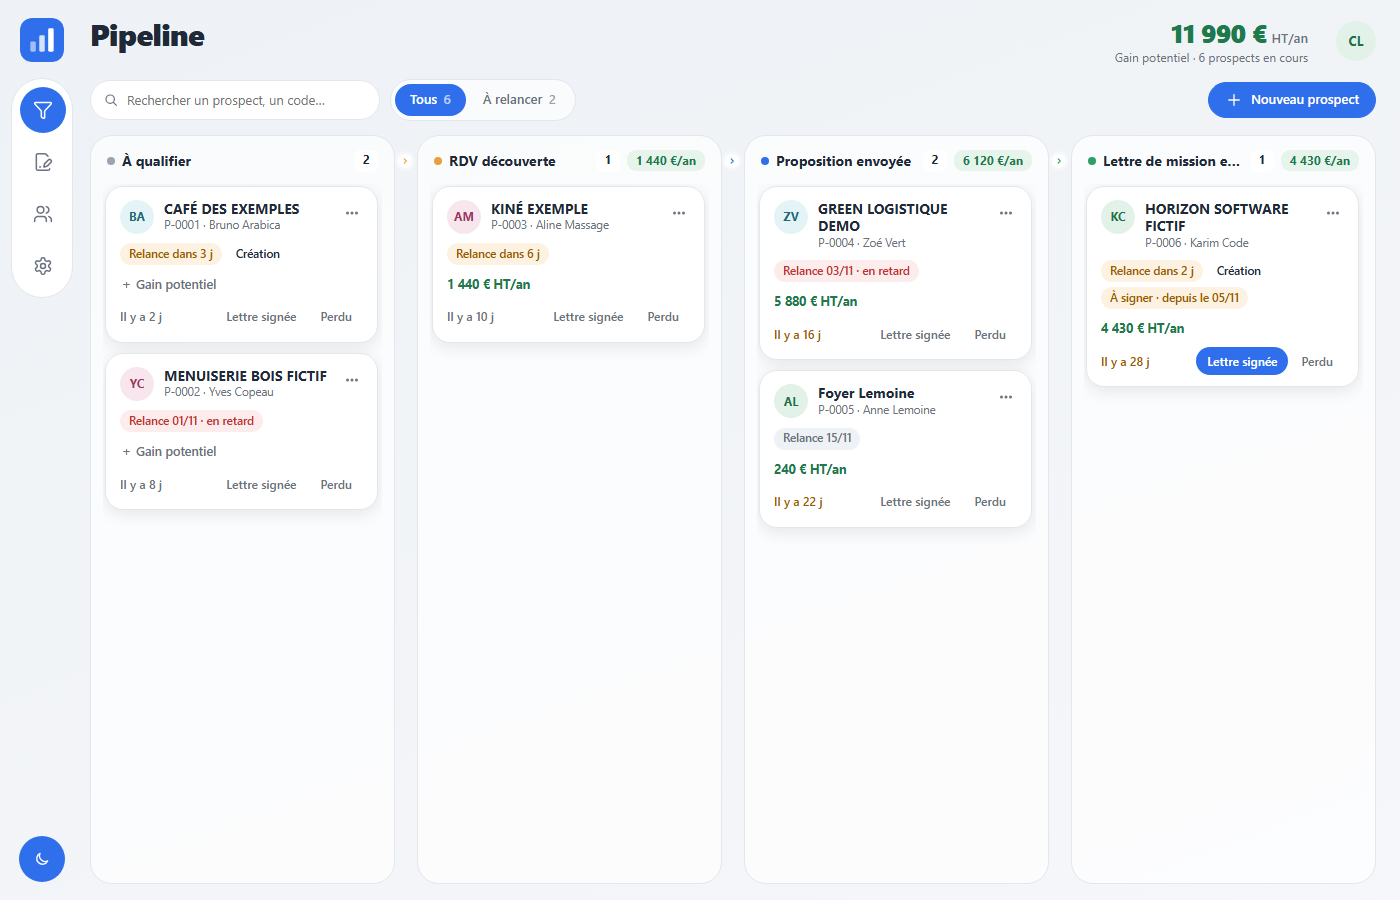 Pipeline
11 990 € HT/an
Gain potentiel · 6 prospects en cours
CL
Rechercher un prospect, un code...
Tous 6
À relancer 2
Nouveau prospect
À qualifier 2
CAFÉ DES EXEMPLES
BA
P-0001 · Bruno Arabica
Relance dans 3 j
Création
+ Gain potentiel
Il y a 2 j
Lettre signée
Perdu
MENUISERIE BOIS FICTIF
YC
P-0002 · Yves Copeau
Relance 01/11 · en retard
+ Gain potentiel
Il y a 8 j
Lettre signée
Perdu
RDV découverte 1 1 440 €/an
KINÉ EXEMPLE
AM
P-0003 · Aline Massage
Relance dans 6 j
1 440 € HT/an
Il y a 10 j
Lettre signée
Perdu
Proposition envoyée 2 6 120 €/an
GREEN LOGISTIQUE
ZV
DEMO
P-0004 · Zoé Vert
Relance 03/11 · en retard
5 880 € HT/an
Il y a 16 j
Lettre signée
Perdu
Foyer Lemoine
AL
P-0005 · Anne Lemoine
Relance 15/11
240 € HT/an
Il y a 22 j
Lettre signée
Perdu
Lettre de mission e... 1 4 430 €/an
HORIZON SOFTWARE
KC
FICTIF
P-0006 · Karim Code
Relance dans 2 j
Création
À signer · depuis le 05/11
4 430 € HT/an
Il y a 28 j
Lettre signée
Perdu